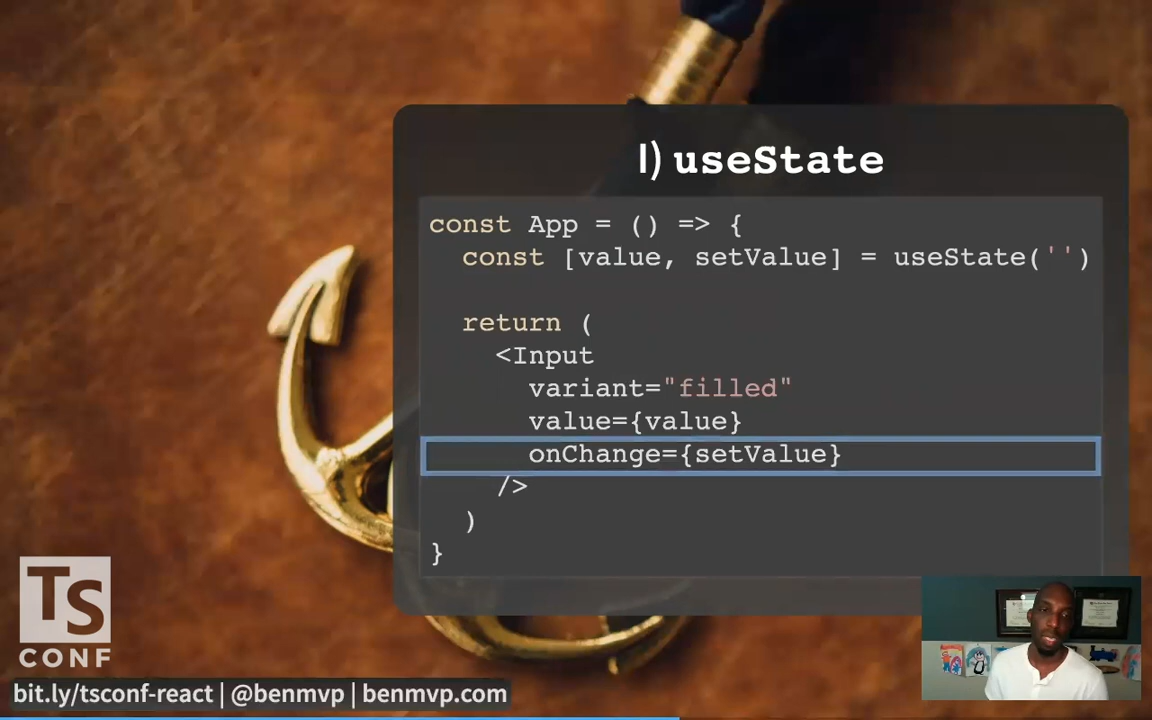 I) useState
const App = () => {
  const [value, setValue] = useState('')
  return (
    <Input
      variant="filled"
      value={value}
      onChange={setValue}
    />
  )
}
TS
CONF
bit.ly/tsconf-react | @benmvp | benmvp.com